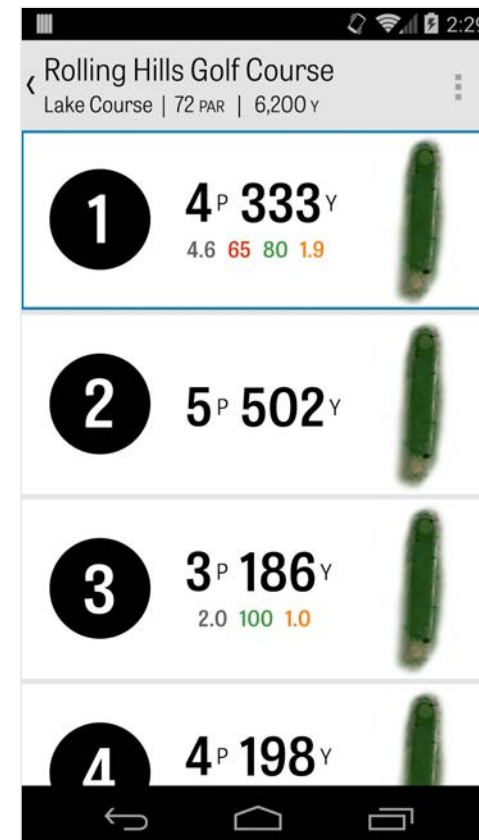 2:29
Rolling Hills Golf Course
Lake Course | 72 PAR | 6,200 Y
1
4 P 333 Y
4.6 65 80 1.9
2
5 P 502 Y
3
3 P 186 Y
2.0 100 1.0
4
4 P 198 Y